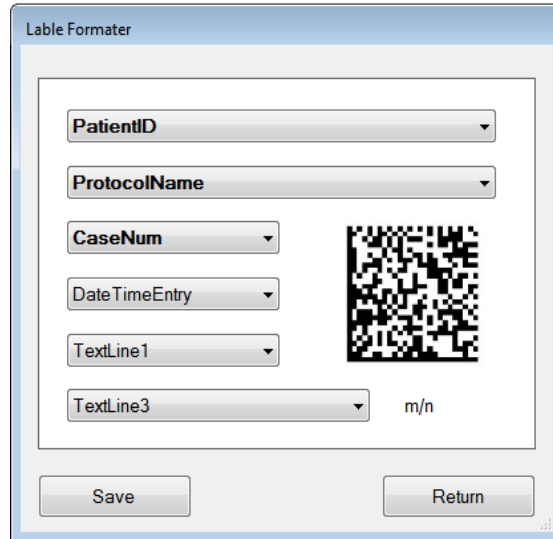 Lable Formater
PatientID
ProtocolName
CaseNum
DateTimeEntry
TextLine1
TextLine3 m/n
Save Return